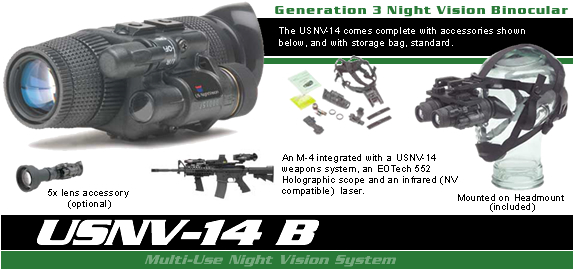 Generation 3 Night Vision Binocular
The USNV-14 comes complete with accessories shown
below, and with storage bag, standard.
An M-4 integrated with a USNV-14
weapons system, an EOTech 552
Holographic scope and an infrared (NV
compatible) laser.
5x lens accessory
(optional)
Mounted on Headmount
(included)
USNV-14 B
Multi-Use Night Vision System